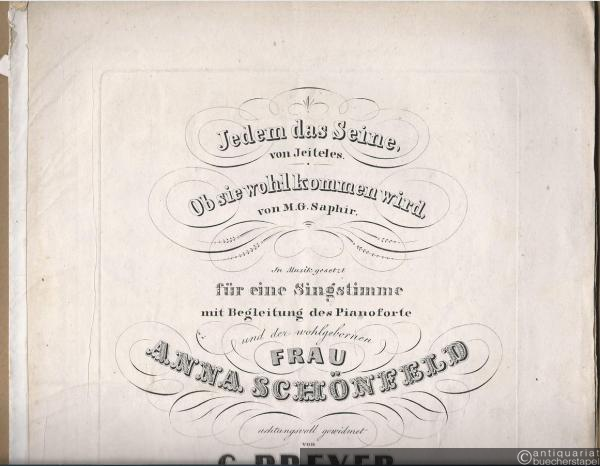 Jedem das Seine,
von Jeiteles.
Ob sie wohl kommen wird,
von M. G. Saphir.
In Musik gesetzt
für eine Singstimme
mit Begleitung des Pianoforte
und der wohlgebornen
FRAU
ANNA SCHÖNFELD
achtungsvoll gewidmet
von
C. PREYER
©antiquariat
buecherstapel